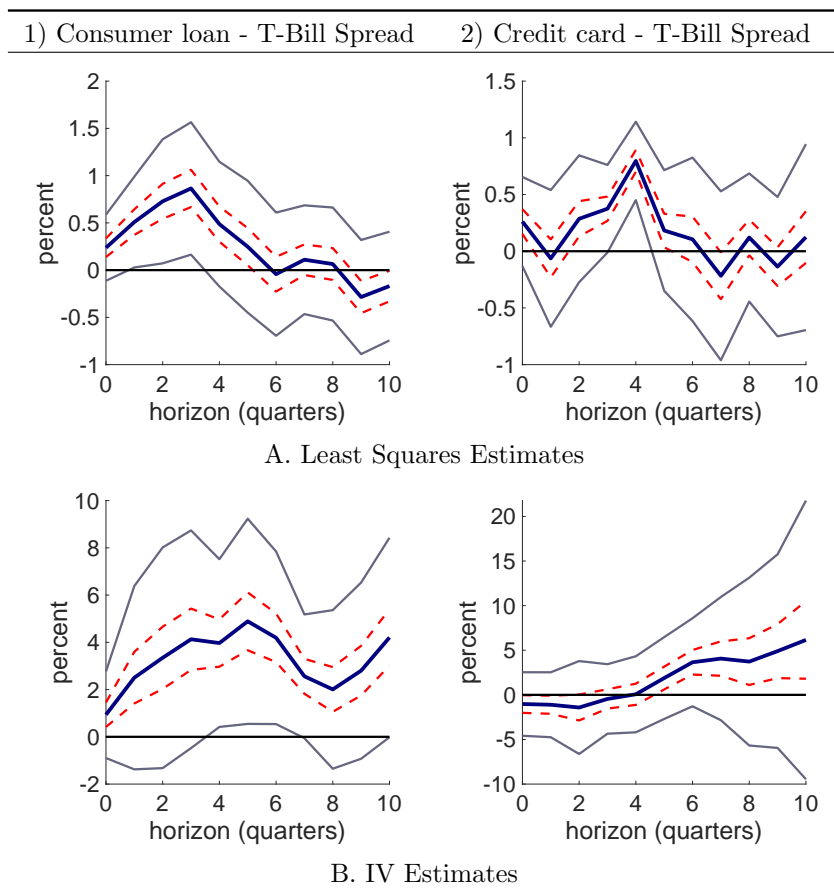 1) Consumer loan - T-Bill Spread 2) Credit card - T-Bill Spread
2
1.5
1
0.5
0
-0.5
-1
percent
0 2 4 6 8 10
horizon (quarters)
1.5
1
0.5
0
-0.5
-1
percent
0 2 4 6 8 10
horizon (quarters)
A. Least Squares Estimates
10
8
6
4
2
0
-2
percent
0 2 4 6 8 10
horizon (quarters)
20
15
10
5
0
-5
-10
percent
0 2 4 6 8 10
horizon (quarters)
B. IV Estimates